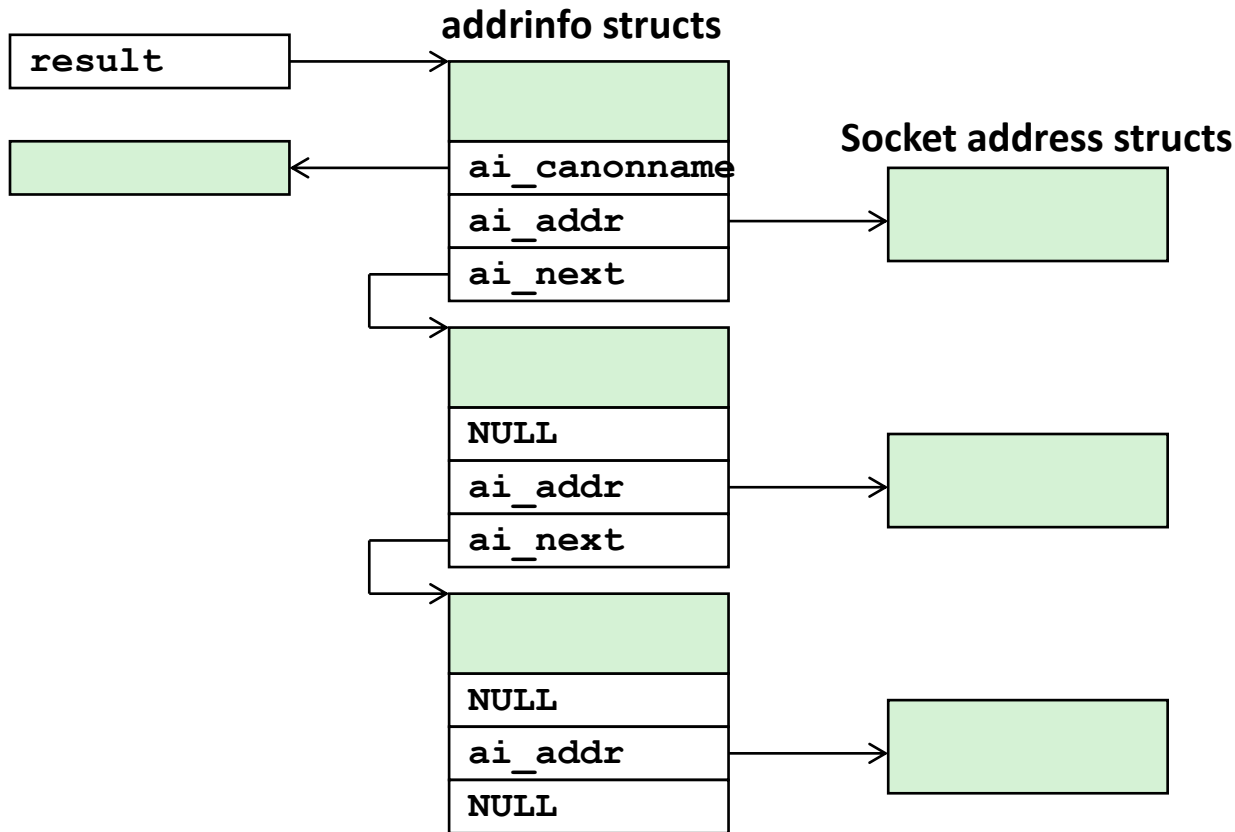 addrinfo structs
result
Socket address structs
ai_canonname
ai_addr
ai_next
NULL
ai_addr
ai_next
NULL
ai_addr
NULL